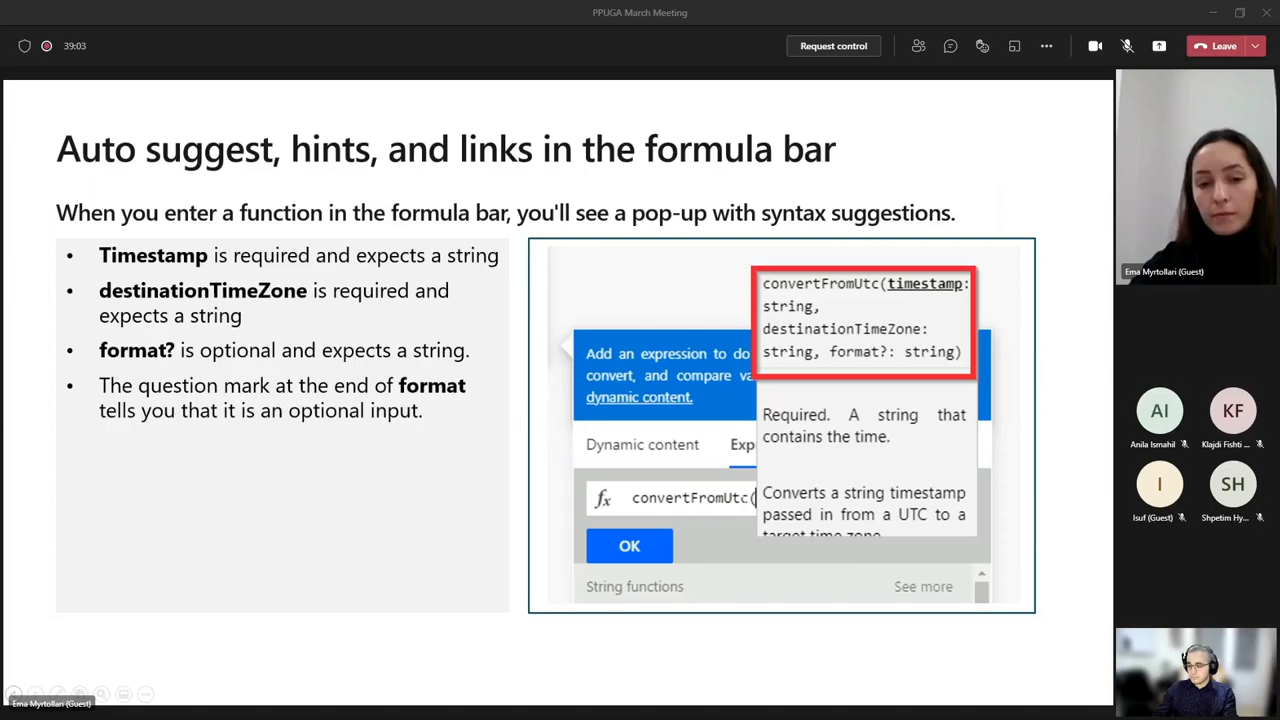 PPUGA March Meeting
39:03
Request control
Leave
Auto suggest, hints, and links in the formula bar
When you enter a function in the formula bar, you'll see a pop-up with syntax suggestions.
• Timestamp is required and expects a string
• destinationTimeZone is required and
expects a string
• format? is optional and expects a string.
• The question mark at the end of format
tells you that it is an optional input.
convertFromUtc(timestamp:
string,
destinationTimeZone:
string, format?: string)
Add an expression to do
convert, and compare va
dynamic content.
Required. A string that
contains the time.
Dynamic content
Exp
fx convertFromUtc(
Converts a string timestamp
passed in from a UTC to a
target time zone
OK
String functions
See more
Ema Myrtollari (Guest)
AI
KF
Anila Ismahil
Klajdi Fishti ...
I
SH
Isuf (Guest)
Shpetim Hy...
Ema Myrtollari (Guest)